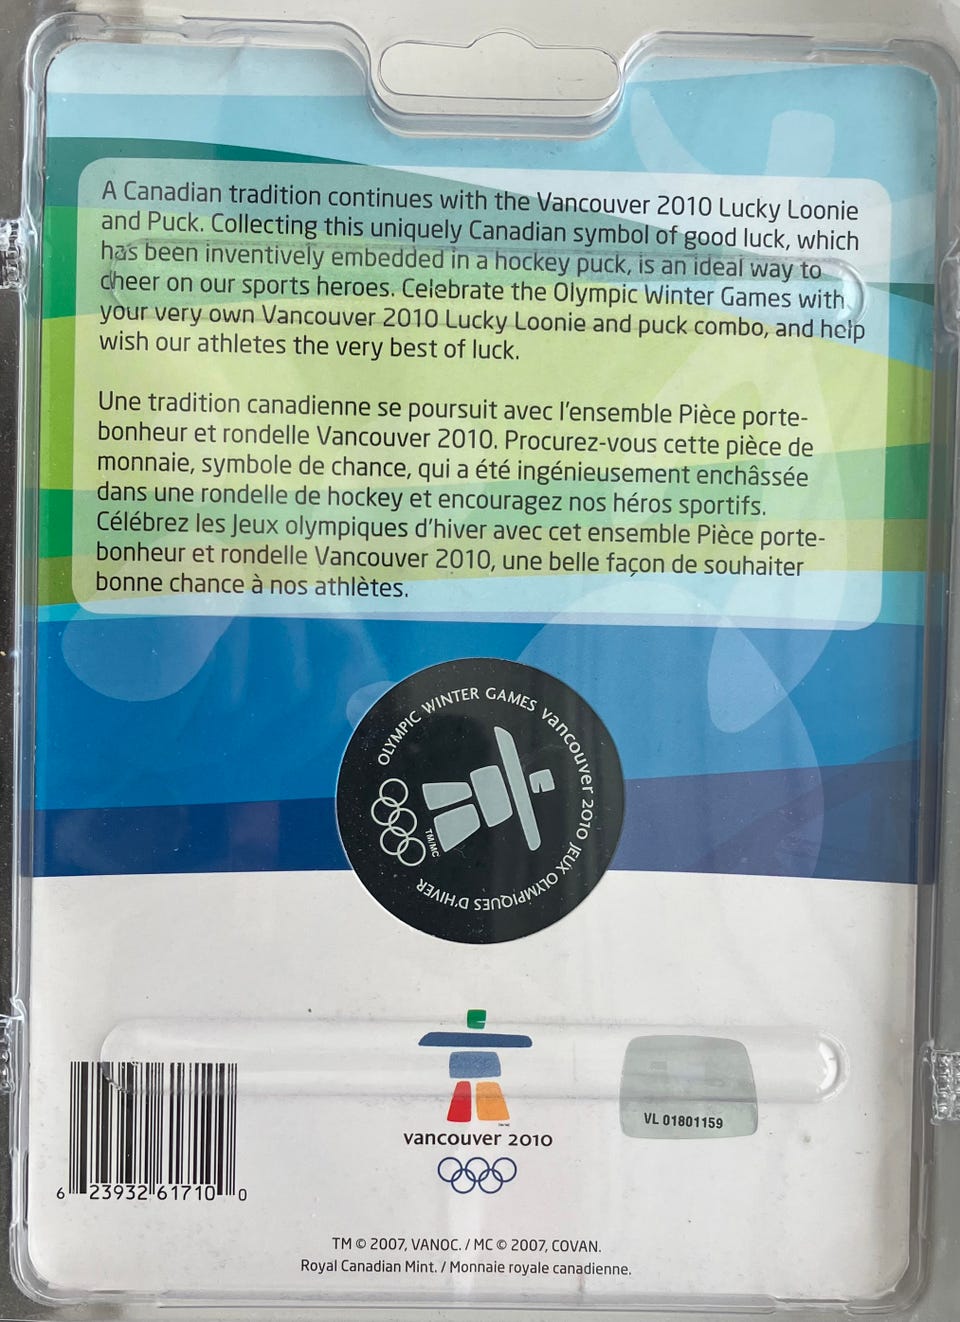 A Canadian tradition continues with the Vancouver 2010 Lucky Loonie
and Puck. Collecting this uniquely Canadian symbol of good luck, which
has been inventively embedded in a hockey puck, is an ideal way to
cheer on our sports heroes. Celebrate the Olympic Winter Games with
your very own Vancouver 2010 Lucky Loonie and puck combo, and help
wish our athletes the very best of luck.
Une tradition canadienne se poursuit avec l'ensemble Pièce porte-
bonheur et rondelle Vancouver 2010. Procurez-vous cette pièce de
monnaie, symbole de chance, qui a été ingénieusement enchâssée
dans une rondelle de hockey et encouragez nos héros sportifs.
Célébrez les Jeux olympiques d'hiver avec cet ensemble Pièce porte-
bonheur et rondelle Vancouver 2010, une belle façon de souhaiter
bonne chance à nos athlètes.
OLYMPIC WINTER GAMES vancouver 2010 JEUX OLYMPIQUES D'HIVER
TM/MC
VL 01801159
vancouver 2010
6 23932 61710 0
TM © 2007, VANOC. / MC © 2007, COVAN.
Royal Canadian Mint. / Monnaie royale canadienne.